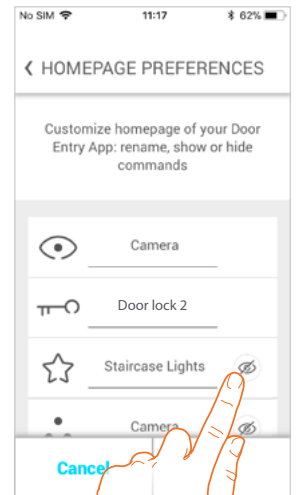 No SIM 11:17 62%
HOMEPAGE PREFERENCES
Customize homepage of your Door
Entry App: rename, show or hide
commands
Camera
Door lock 2
Staircase Lights
Camera
Cancel